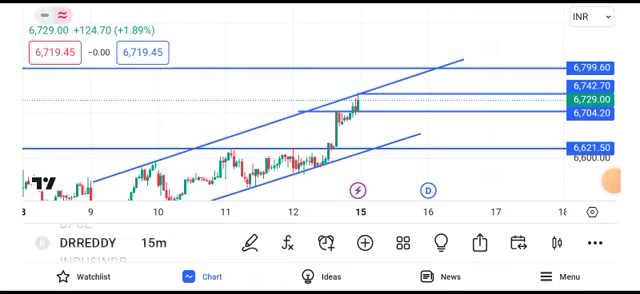 INR
6,729.00 +124.70 (+1.89%)
6,719.45 −0.00 6,719.45
6,799.60
6,742.70
6,729.00
6,704.20
6,621.50
6,600.00
8 9 10 11 12 15 16 17 18
D
BPCL
D DRREDDY 15m
INDUSINDB
Watchlist Chart Ideas News Menu